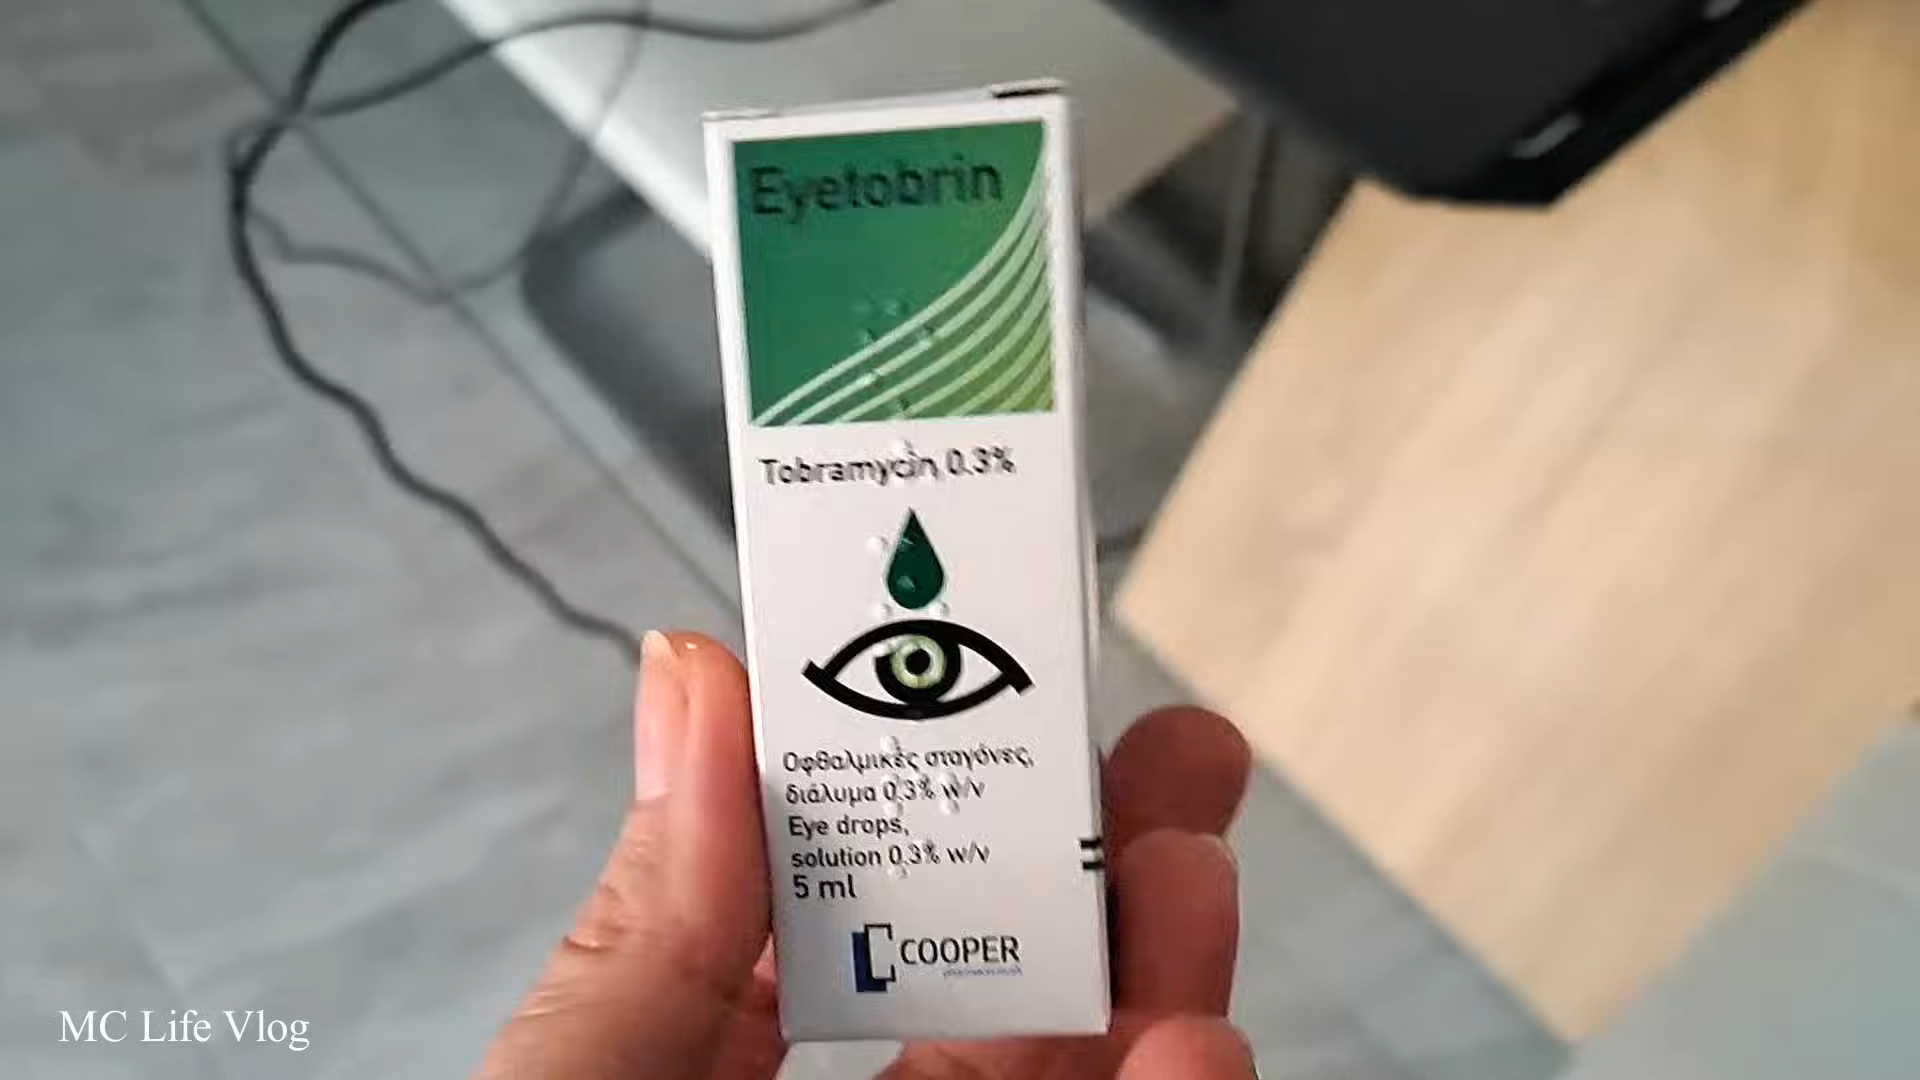 Eyetobrin
Tobramycin 0.3%
Οφθαλμικές σταγόνες,
διάλυμα 0,3% w/v
Eye drops,
solution 0,3% w/v
5 ml
COOPER
MC Life Vlog